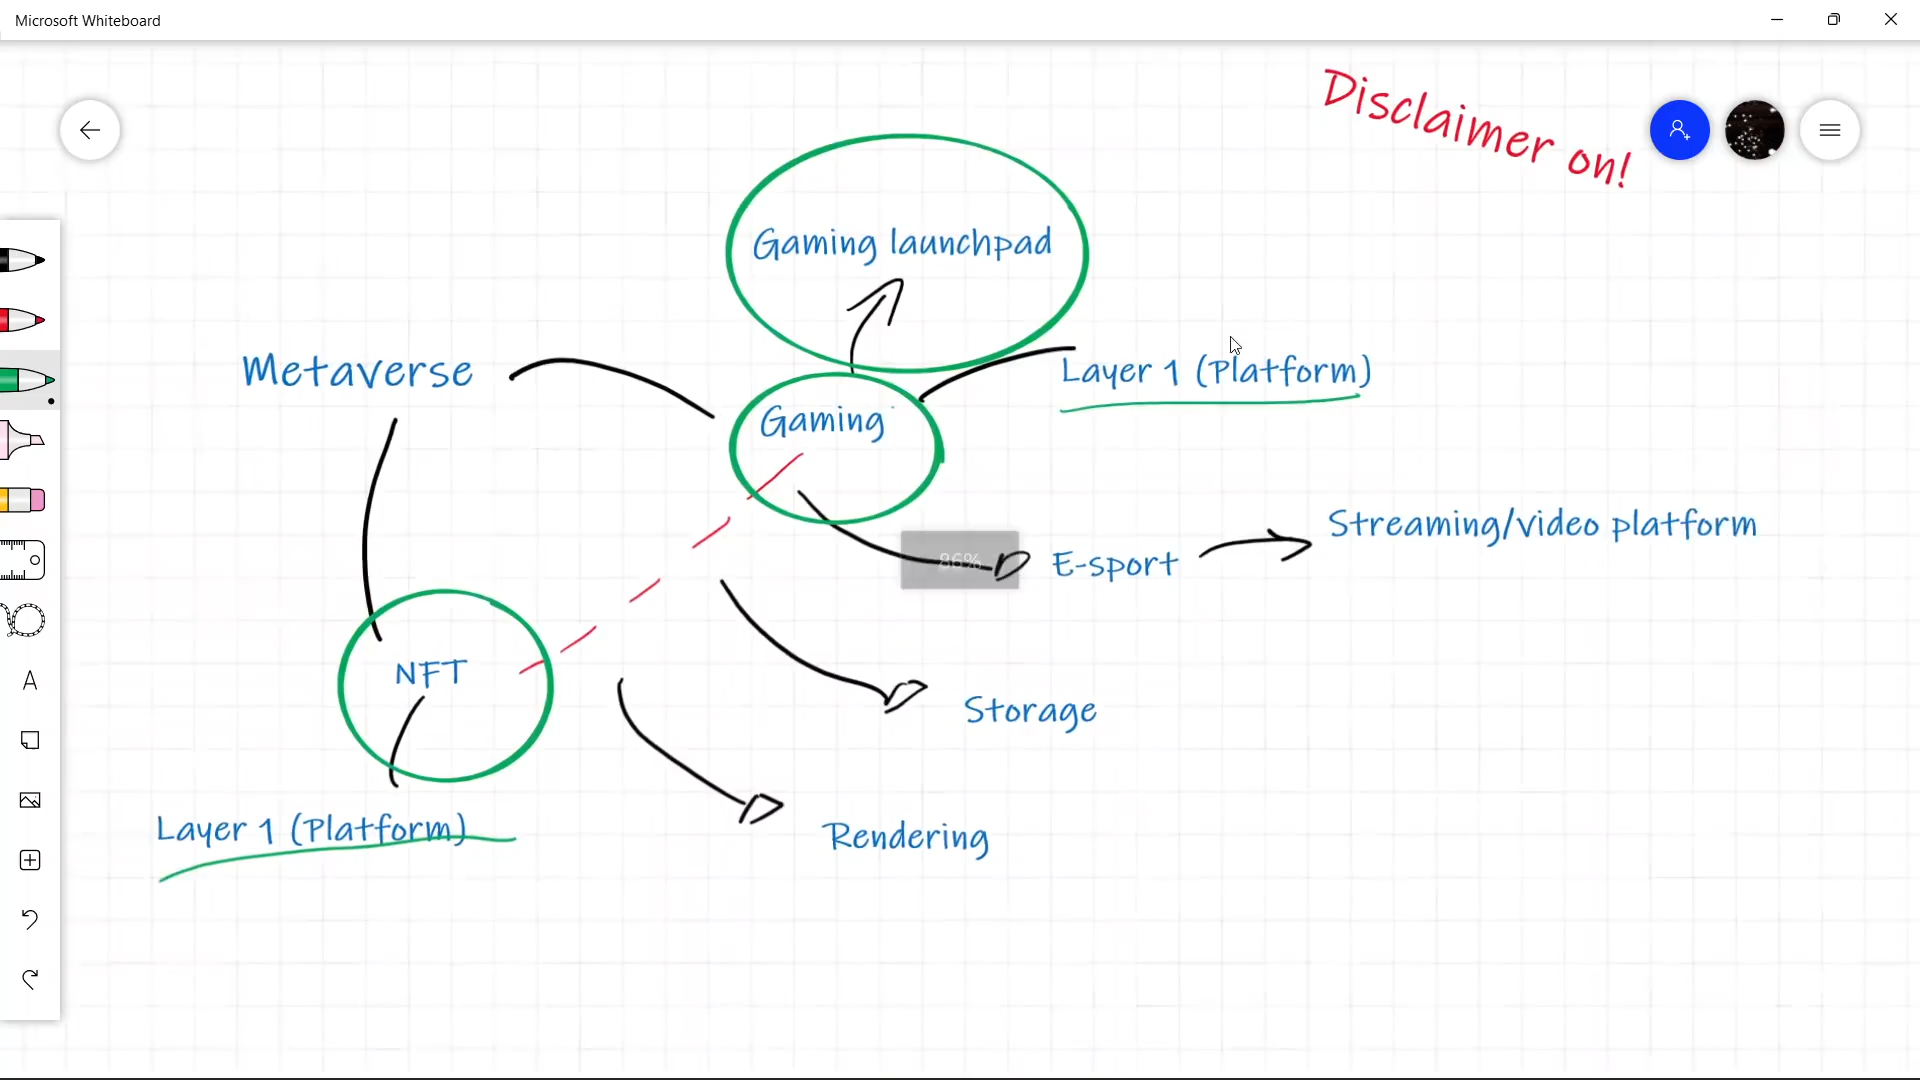 Microsoft Whiteboard
Disclaimer on!
Gaming launchpad
Metaverse
Layer 1 (Platform)
Gaming
Streaming/video platform
86%
E-sport
NFT
Storage
Layer 1 (Platform)
Rendering